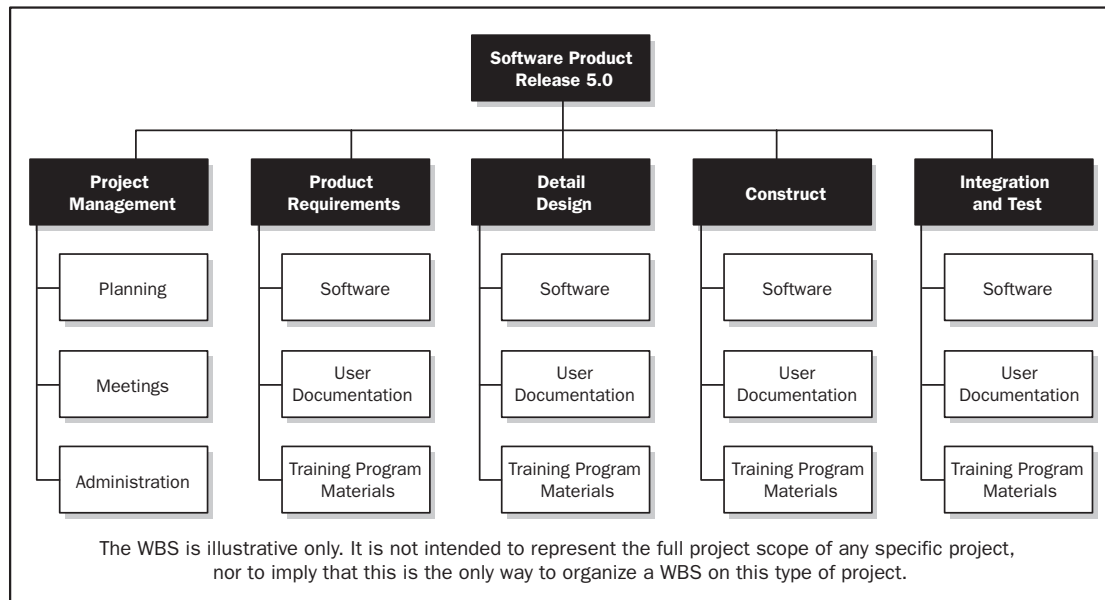 Software Product
Release 5.0
Project
Management
Product
Requirements
Detail
Design
Construct
Integration
and Test
Planning
Software
Software
Software
Software
Meetings
User
Documentation
User
Documentation
User
Documentation
User
Documentation
Administration
Training Program
Materials
Training Program
Materials
Training Program
Materials
Training Program
Materials
The WBS is illustrative only. It is not intended to represent the full project scope of any specific project,
nor to imply that this is the only way to organize a WBS on this type of project.